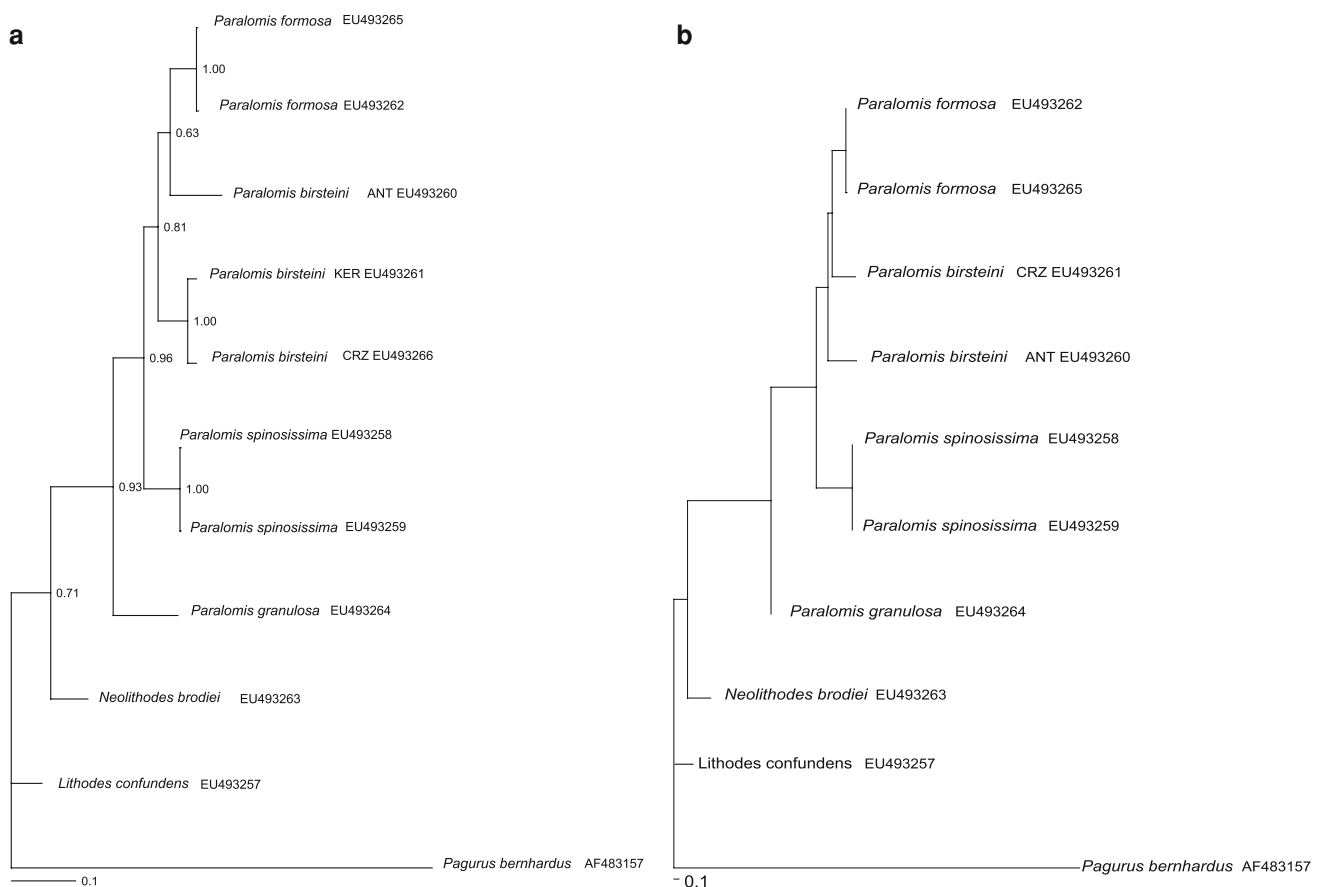 a
Paralomis formosa EU493265
1.00
Paralomis formosa EU493262
0.63
Paralomis birsteini ANT EU493260
0.81
Paralomis birsteini KER EU493261
1.00
Paralomis birsteini CRZ EU493266
0.96
Paralomis spinosissima EU493258
0.93
1.00
Paralomis spinosissima EU493259
0.71
Paralomis granulosa EU493264
Neolithodes brodiei EU493263
Lithodes confundens EU493257
Pagurus bernhardus AF483157
0.1
b
Paralomis formosa EU493262
Paralomis formosa EU493265
Paralomis birsteini CRZ EU493261
Paralomis birsteini ANT EU493260
Paralomis spinosissima EU493258
Paralomis spinosissima EU493259
Paralomis granulosa EU493264
Neolithodes brodiei EU493263
Lithodes confundens EU493257
Pagurus bernhardus AF483157
0.1